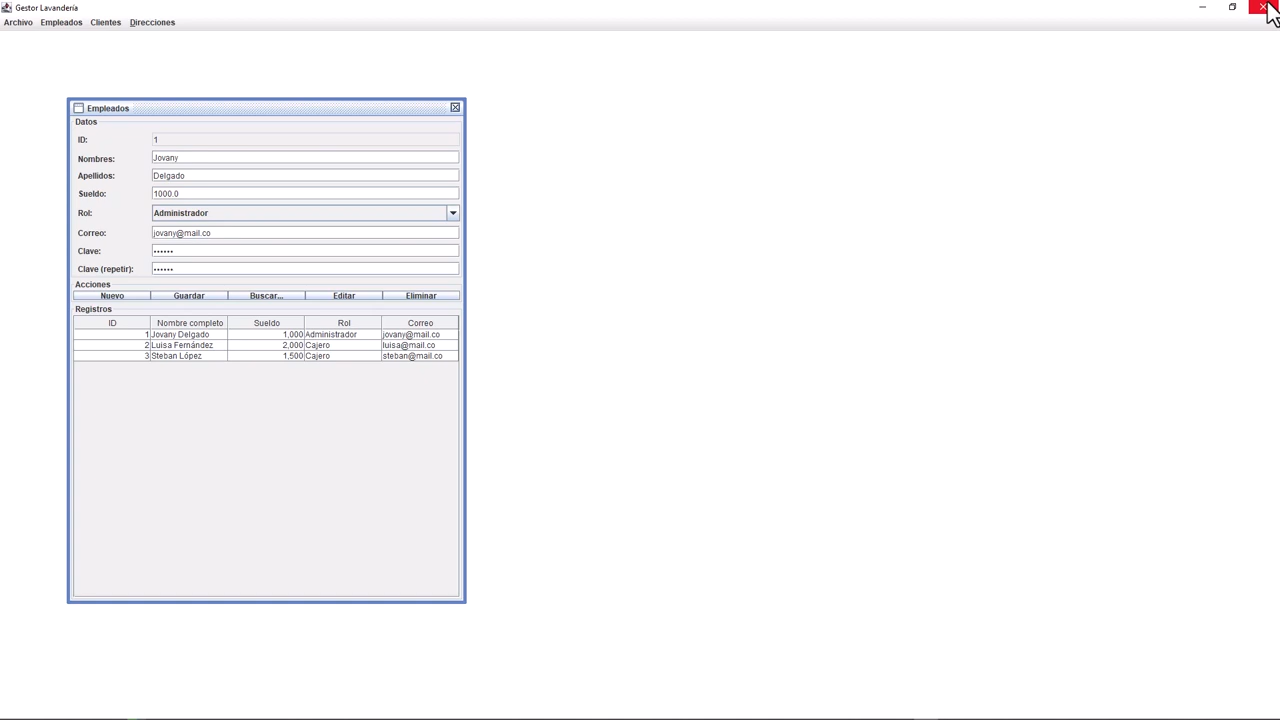 Gestor Lavandería
Archivo Empleados Clientes Direcciones
Empleados
Datos
ID: 1
Nombres: Jovany
Apellidos: Delgado
Sueldo: 1000.0
Rol: Administrador
Correo: jovany@mail.co
Clave: ••••••
Clave (repetir): ••••••
Acciones
Nuevo Guardar Buscar... Editar Eliminar
Registros
ID Nombre completo Sueldo Rol Correo
1 Jovany Delgado 1,000 Administrador jovany@mail.co
2 Luisa Fernández 2,000 Cajero luisa@mail.co
3 Steban López 1,500 Cajero steban@mail.co